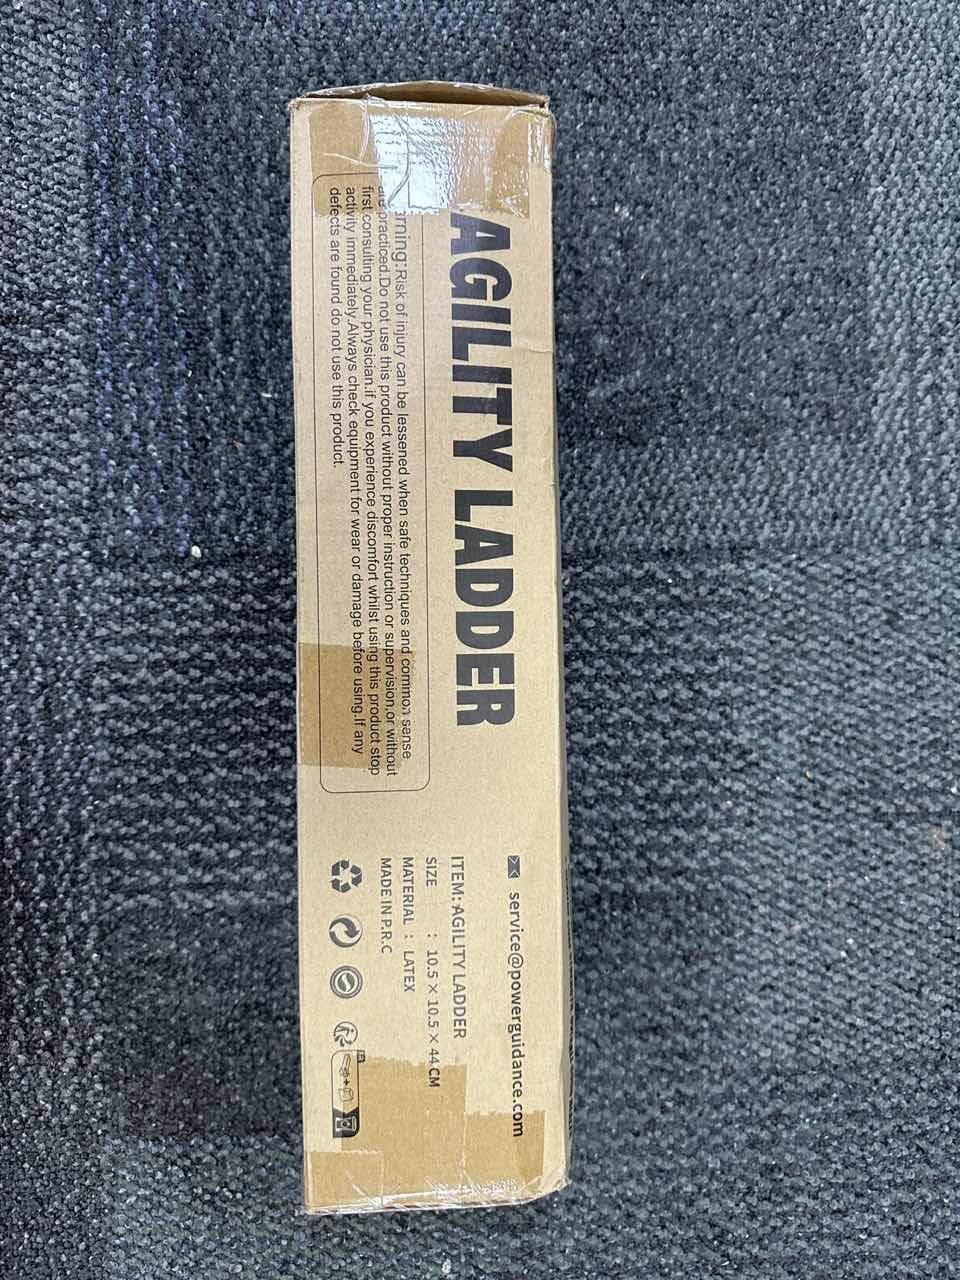 AGILITY LADDER
arning:Risk of injury can be lessened when safe techniques and common sense
are practiced.Do not use this product without proper instruction or supervision,or without
first consulting your physician.if you experience discomfort whilst using this product stop
activity immediately.Always check equipment for wear or damage before using.If any
defects are found do not use this product.
service@powerguidance.com
ITEM: AGILITY LADDER
SIZE : 10.5 × 10.5 × 44 CM
MATERIAL : LATEX
MADE IN P.R.C